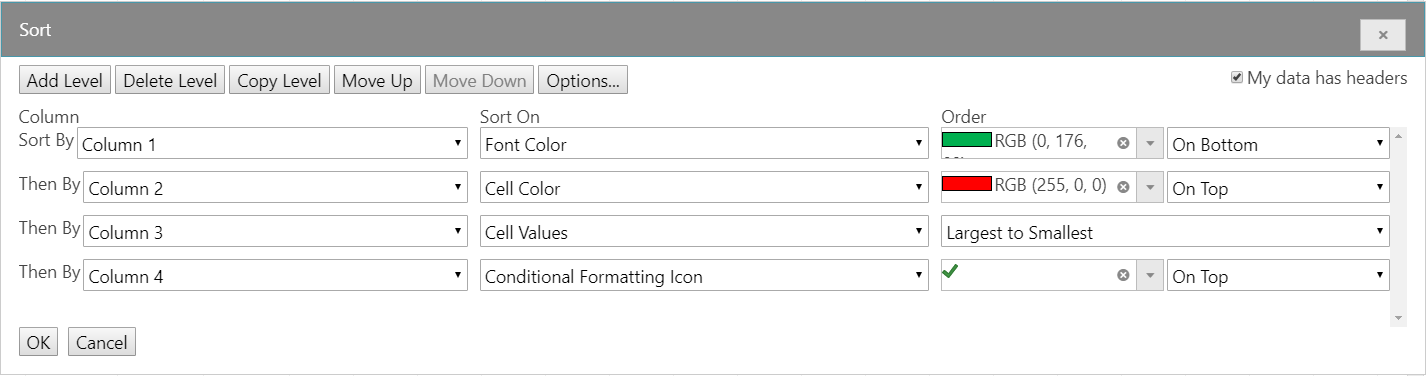 Sort
Add Level Delete Level Copy Level Move Up Move Down Options...
My data has headers
Column Sort On Order
Sort By Column 1 Font Color RGB (0, 176, On Bottom
Then By Column 2 Cell Color RGB (255, 0, 0) On Top
Then By Column 3 Cell Values Largest to Smallest
Then By Column 4 Conditional Formatting Icon On Top
OK Cancel